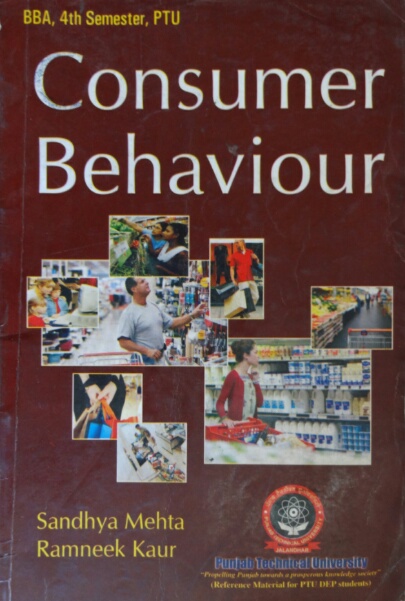 BBA, 4th Semester, PTU
Consumer
Behaviour
Sandhya Mehta
Ramneek Kaur
JALANDHAR
Punjab Technical University
"Propelling Punjab towards a prosperous knowledge society"
(Reference Material for PTU DEP students)